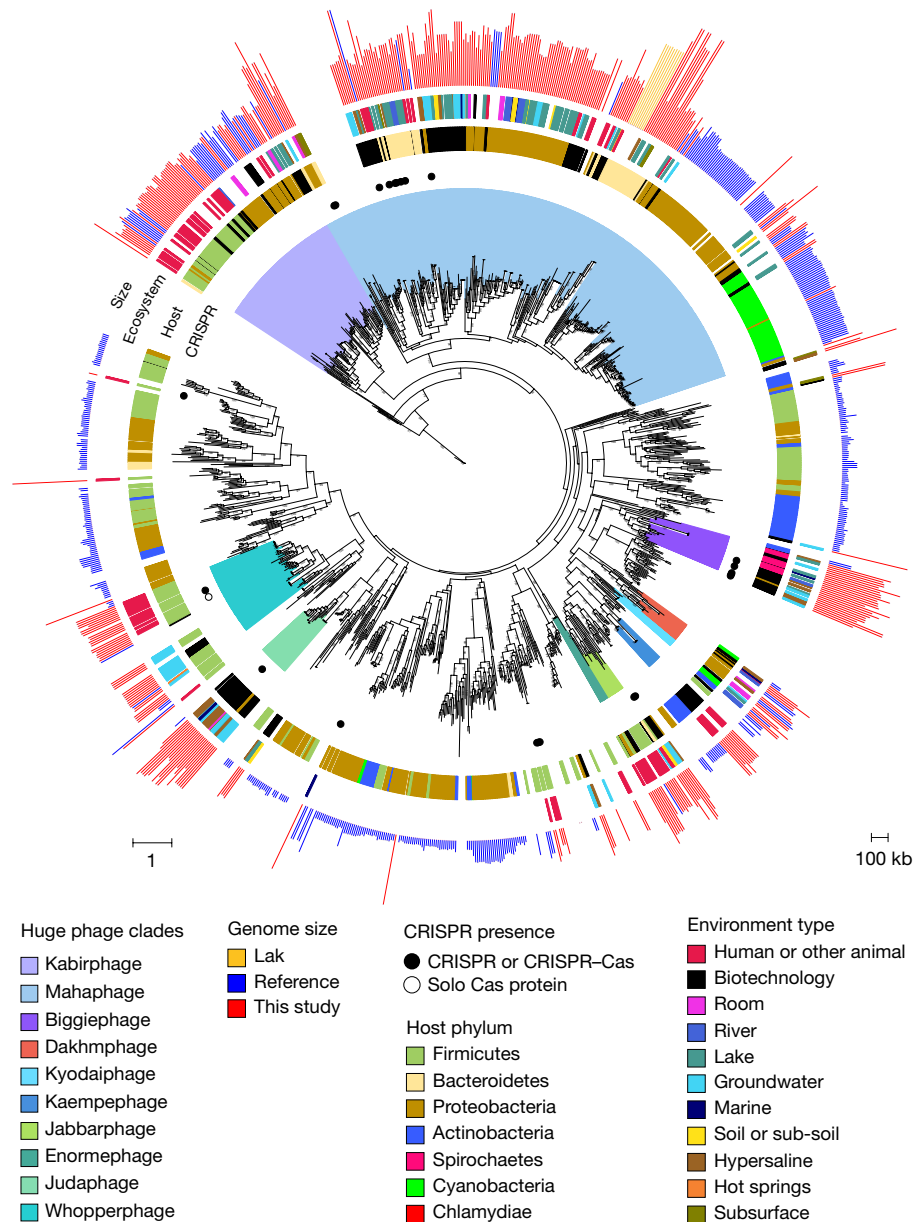 Size
Ecosystem
Host
CRISPR
1
100 kb
Huge phage clades
Kabirphage
Mahaphage
Biggiephage
Dakhmphage
Kyodaiphage
Kaempephage
Jabbarphage
Enormephage
Judaphage
Whopperphage
Genome size
Lak
Reference
This study
CRISPR presence
CRISPR or CRISPR–Cas
Solo Cas protein
Host phylum
Firmicutes
Bacteroidetes
Proteobacteria
Actinobacteria
Spirochaetes
Cyanobacteria
Chlamydiae
Environment type
Human or other animal
Biotechnology
Room
River
Lake
Groundwater
Marine
Soil or sub-soil
Hypersaline
Hot springs
Subsurface